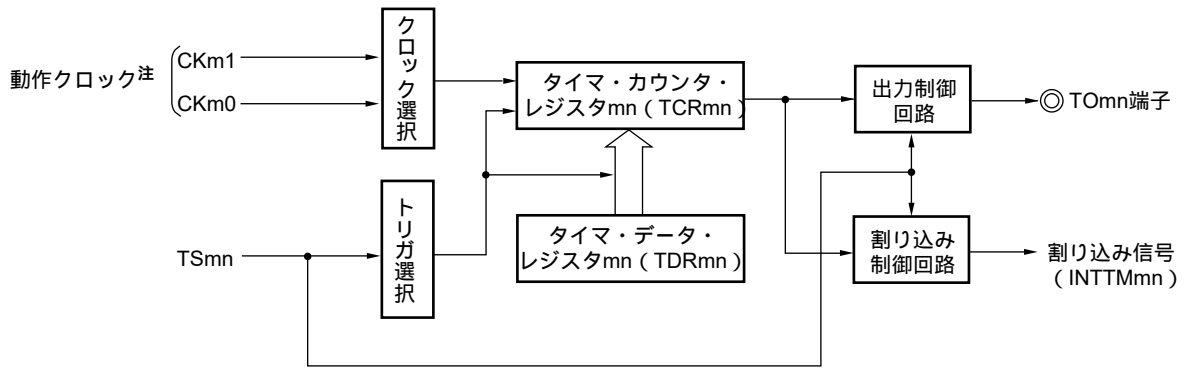 動作クロック注
CKm1
CKm0
クロック選択
タイマ・カウンタ・
レジスタmn（TCRmn）
出力制御
回路
TOmn端子
TSmn
トリガ選択
タイマ・データ・
レジスタmn（TDRmn）
割り込み
制御回路
割り込み信号
（INTTMmn）